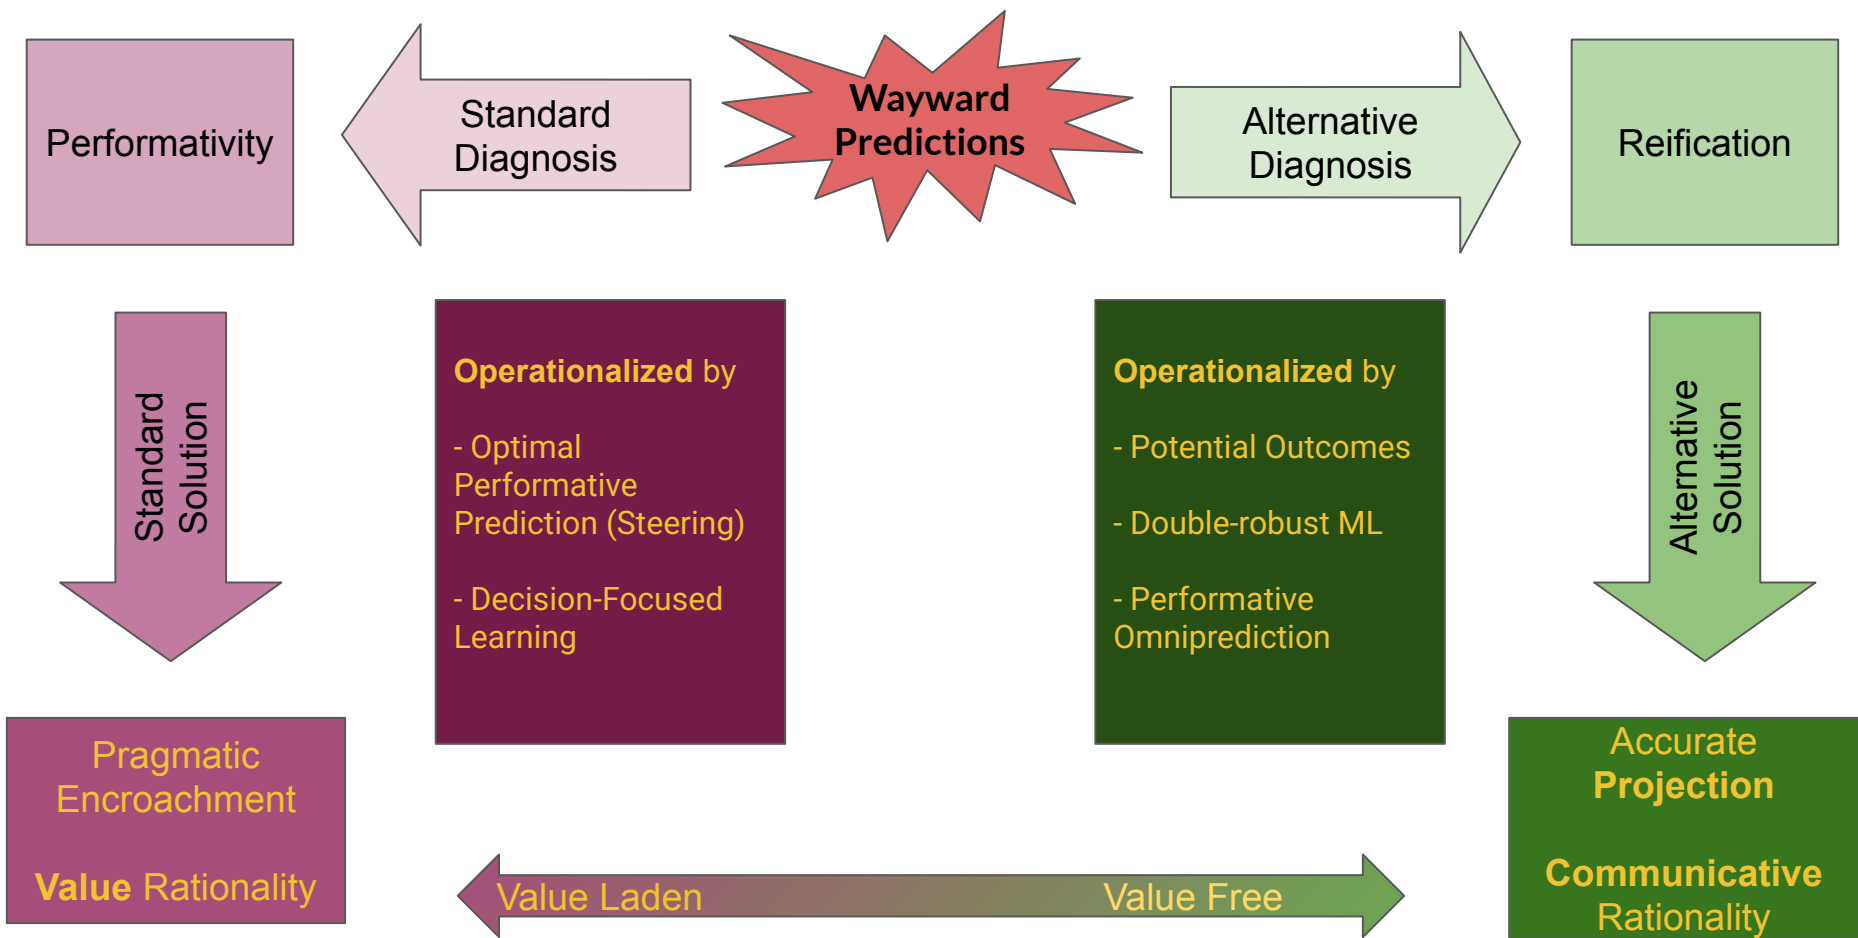 Performativity
Standard
Diagnosis
Wayward
Predictions
Alternative
Diagnosis
Reification
Standard
Solution
Operationalized by
- Optimal
Performative
Prediction (Steering)
- Decision-Focused
Learning
Operationalized by
- Potential Outcomes
- Double-robust ML
- Performative
Omniprediction
Alternative
Solution
Pragmatic
Encroachment
Value Rationality
Value Laden
Value Free
Accurate
Projection
Communicative
Rationality